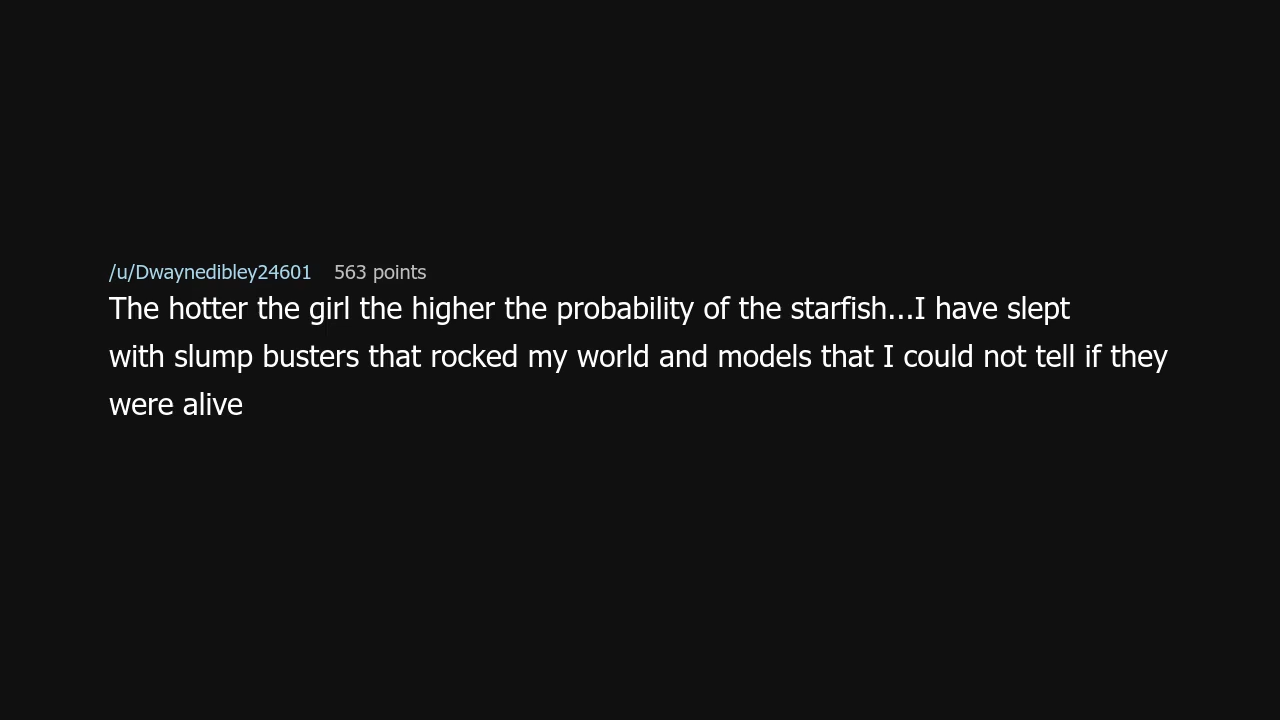 /u/Dwaynedibley24601 563 points
The hotter the girl the higher the probability of the starfish...I have slept
with slump busters that rocked my world and models that I could not tell if they
were alive